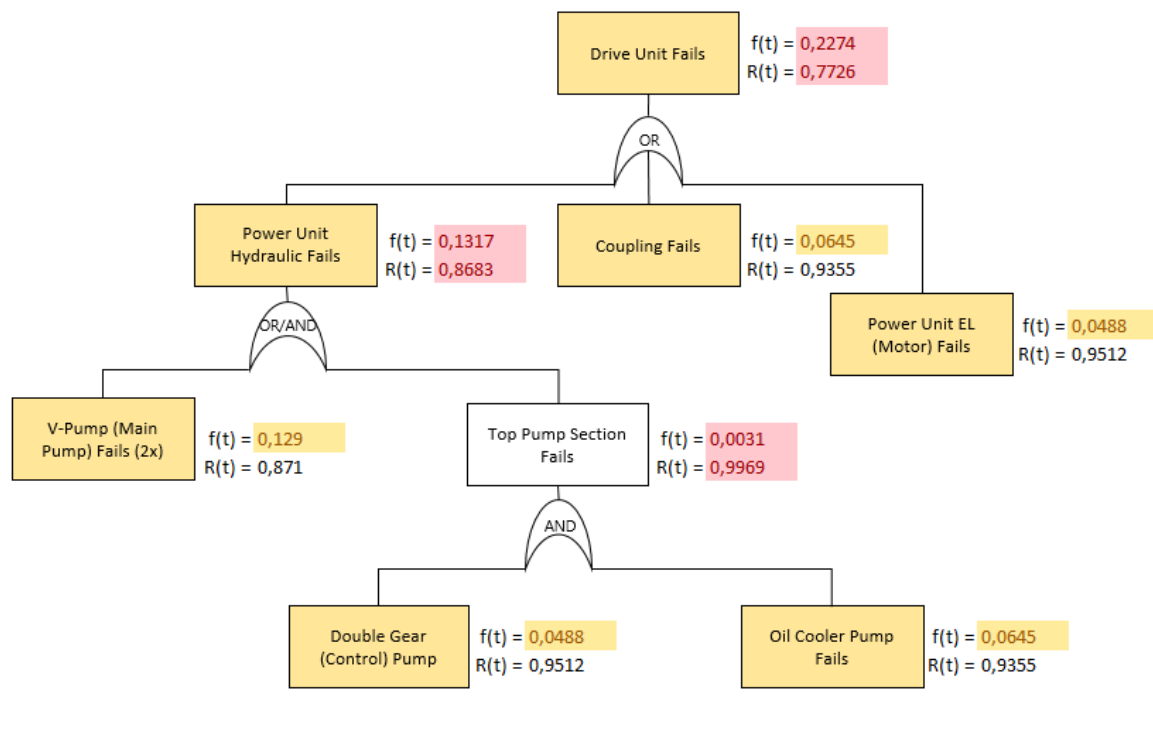 Drive Unit Fails
f(t) = 0,2274
R(t) = 0,7726
OR
Power Unit
Hydraulic Fails
f(t) = 0,1317
R(t) = 0,8683
Coupling Fails
f(t) = 0,0645
R(t) = 0,9355
Power Unit EL
(Motor) Fails
f(t) = 0,0488
R(t) = 0,9512
OR/AND
V-Pump (Main
Pump) Fails (2x)
f(t) = 0,129
R(t) = 0,871
Top Pump Section
Fails
f(t) = 0,0031
R(t) = 0,9969
AND
Double Gear
(Control) Pump
f(t) = 0,0488
R(t) = 0,9512
Oil Cooler Pump
Fails
f(t) = 0,0645
R(t) = 0,9355